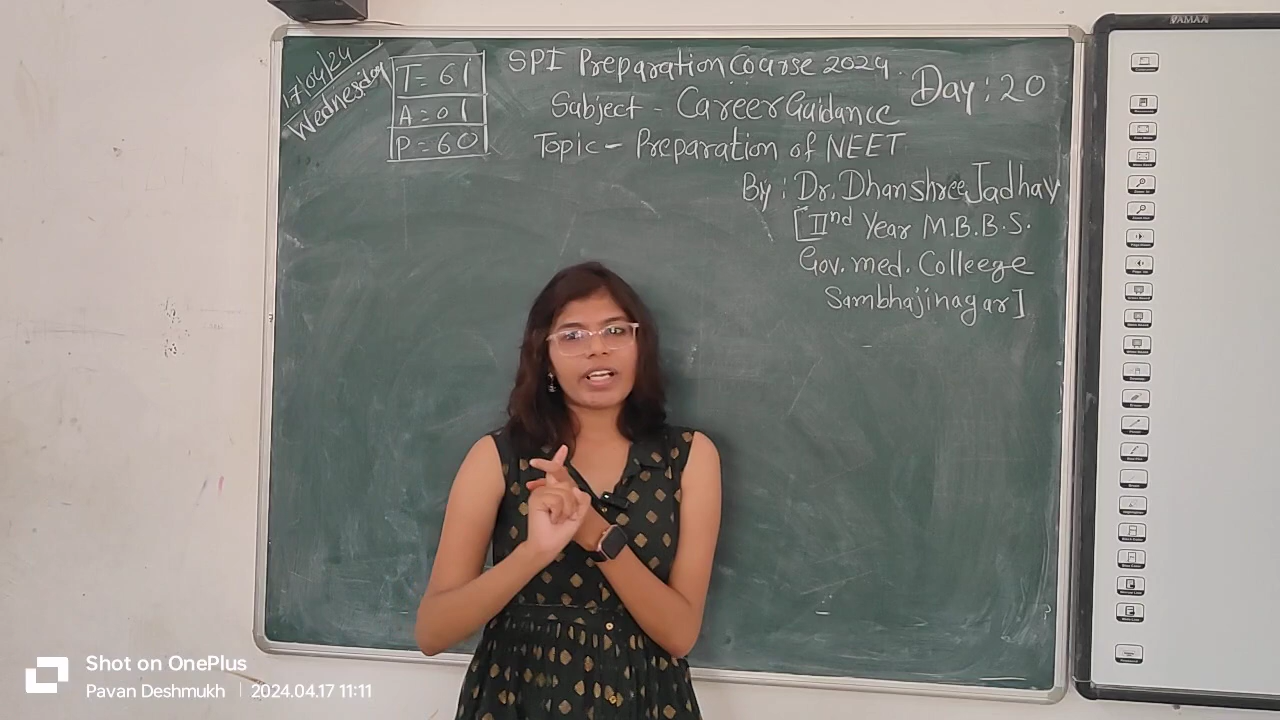 17/04/24
Wednesday
T = 61
A = 01
P = 60
SPI Preparation Course 2024.
Day : 20
Subject - Career Guidance
Topic - Preparation of NEET
By : Dr. Dhanshree Jadhav
[IInd Year M.B.B.S.
Gov. med. Colleege
Sambhajinagar]
YAMAA
Shot on OnePlus
Pavan Deshmukh | 2024.04.17 11:11